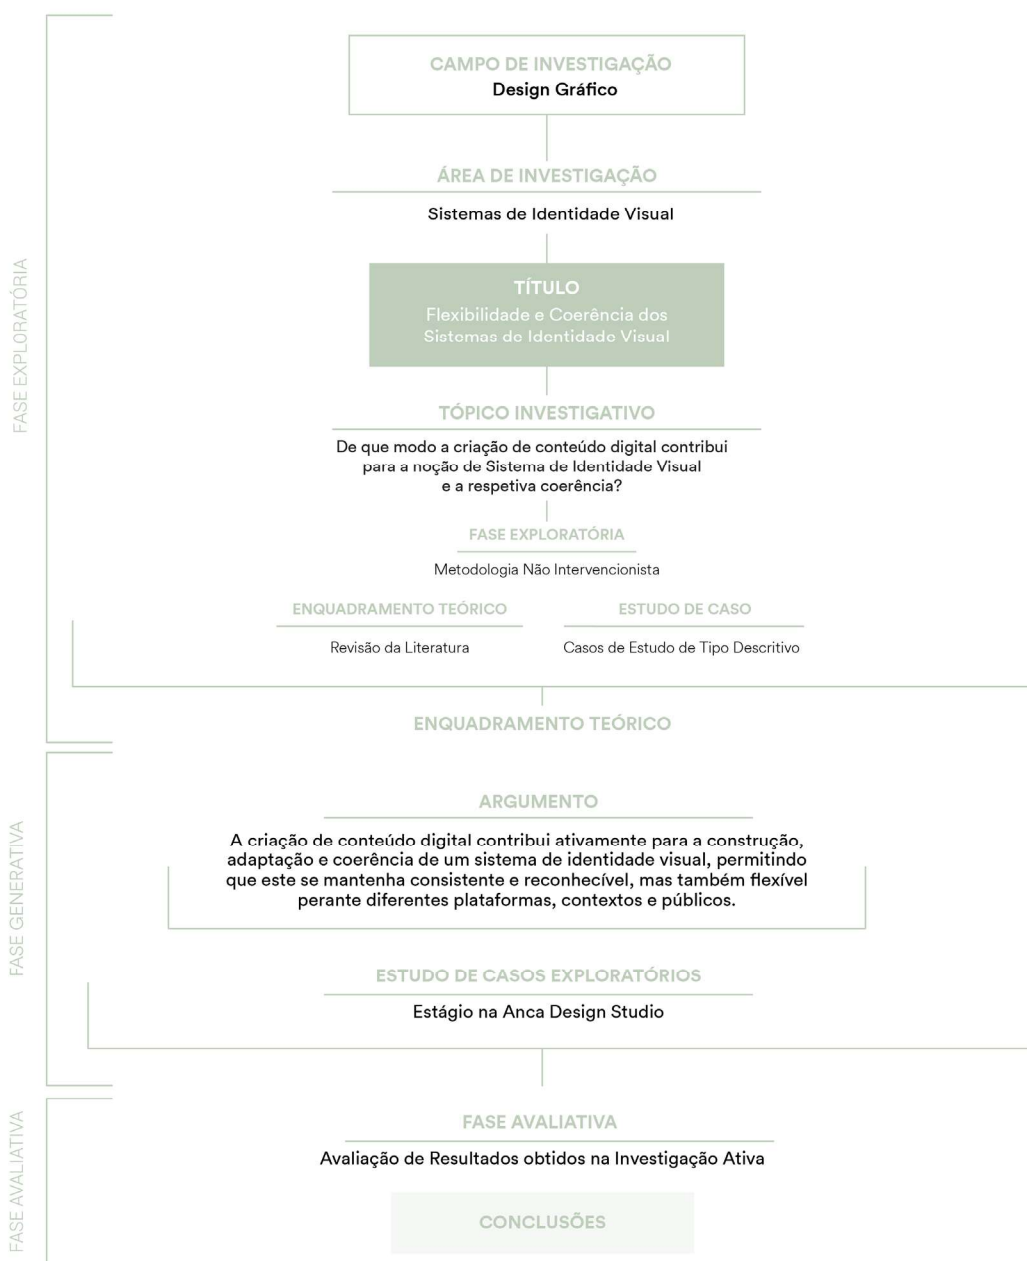 CAMPO DE INVESTIGAÇÃO
Design Gráfico
ÁREA DE INVESTIGAÇÃO
Sistemas de Identidade Visual
TÍTULO
Flexibilidade e Coerência dos
Sistemas de Identidade Visual
TÓPICO INVESTIGATIVO
De que modo a criação de conteúdo digital contribui
para a noção de Sistema de Identidade Visual
e a respetiva coerência?
FASE EXPLORATÓRIA
Metodologia Não Intervencionista
ENQUADRAMENTO TEÓRICO
Revisão da Literatura
ESTUDO DE CASO
Casos de Estudo de Tipo Descritivo
ENQUADRAMENTO TEÓRICO
FASE EXPLORATÓRIA
ARGUMENTO
A criação de conteúdo digital contribui ativamente para a construção,
adaptação e coerência de um sistema de identidade visual, permitindo
que este se mantenha consistente e reconhecível, mas também flexível
perante diferentes plataformas, contextos e públicos.
ESTUDO DE CASOS EXPLORATÓRIOS
Estágio na Anca Design Studio
FASE GENERATIVA
FASE AVALIATIVA
Avaliação de Resultados obtidos na Investigação Ativa
CONCLUSÕES
FASE AVALIATIVA